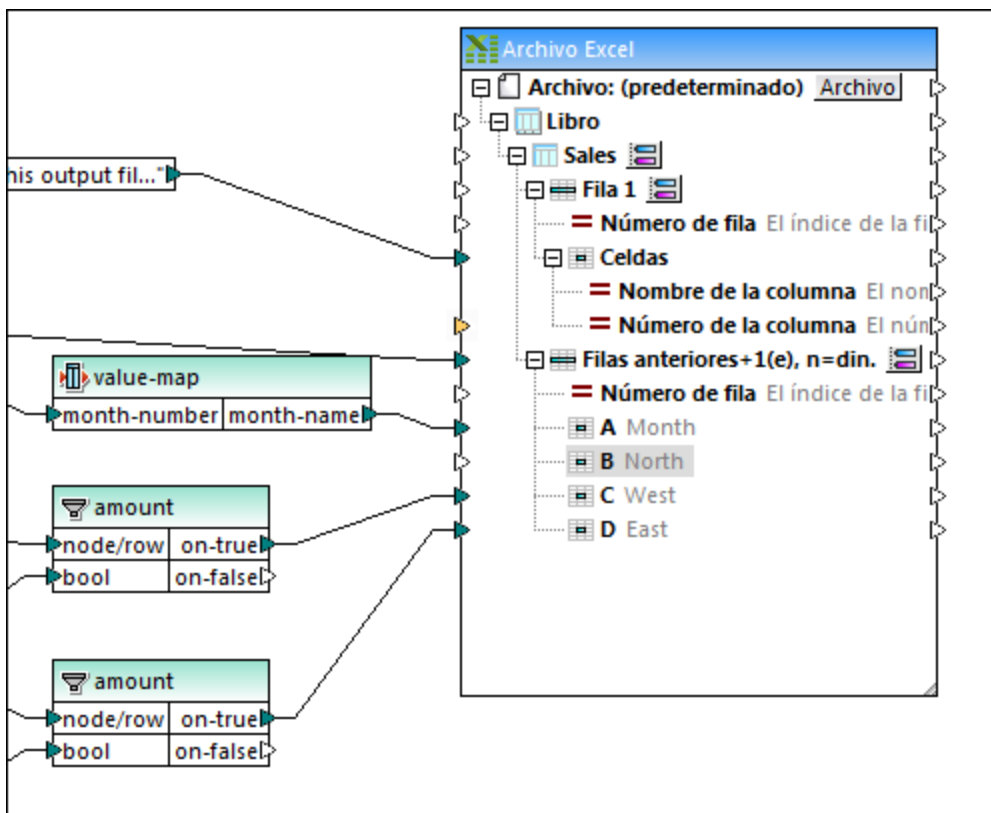 Archivo Excel
Archivo: (predeterminado) Archivo
Libro
Sales
Fila 1
Número de fila El índice de la fi
Celdas
Nombre de la columna El non
Número de la columna El nún
Filas anteriores+1(e), n=din.
Número de fila El índice de la fi
A Month
B North
C West
D East
his output fil..."
value-map
month-number month-name
amount
node/row on-true
bool on-false
amount
node/row on-true
bool on-false